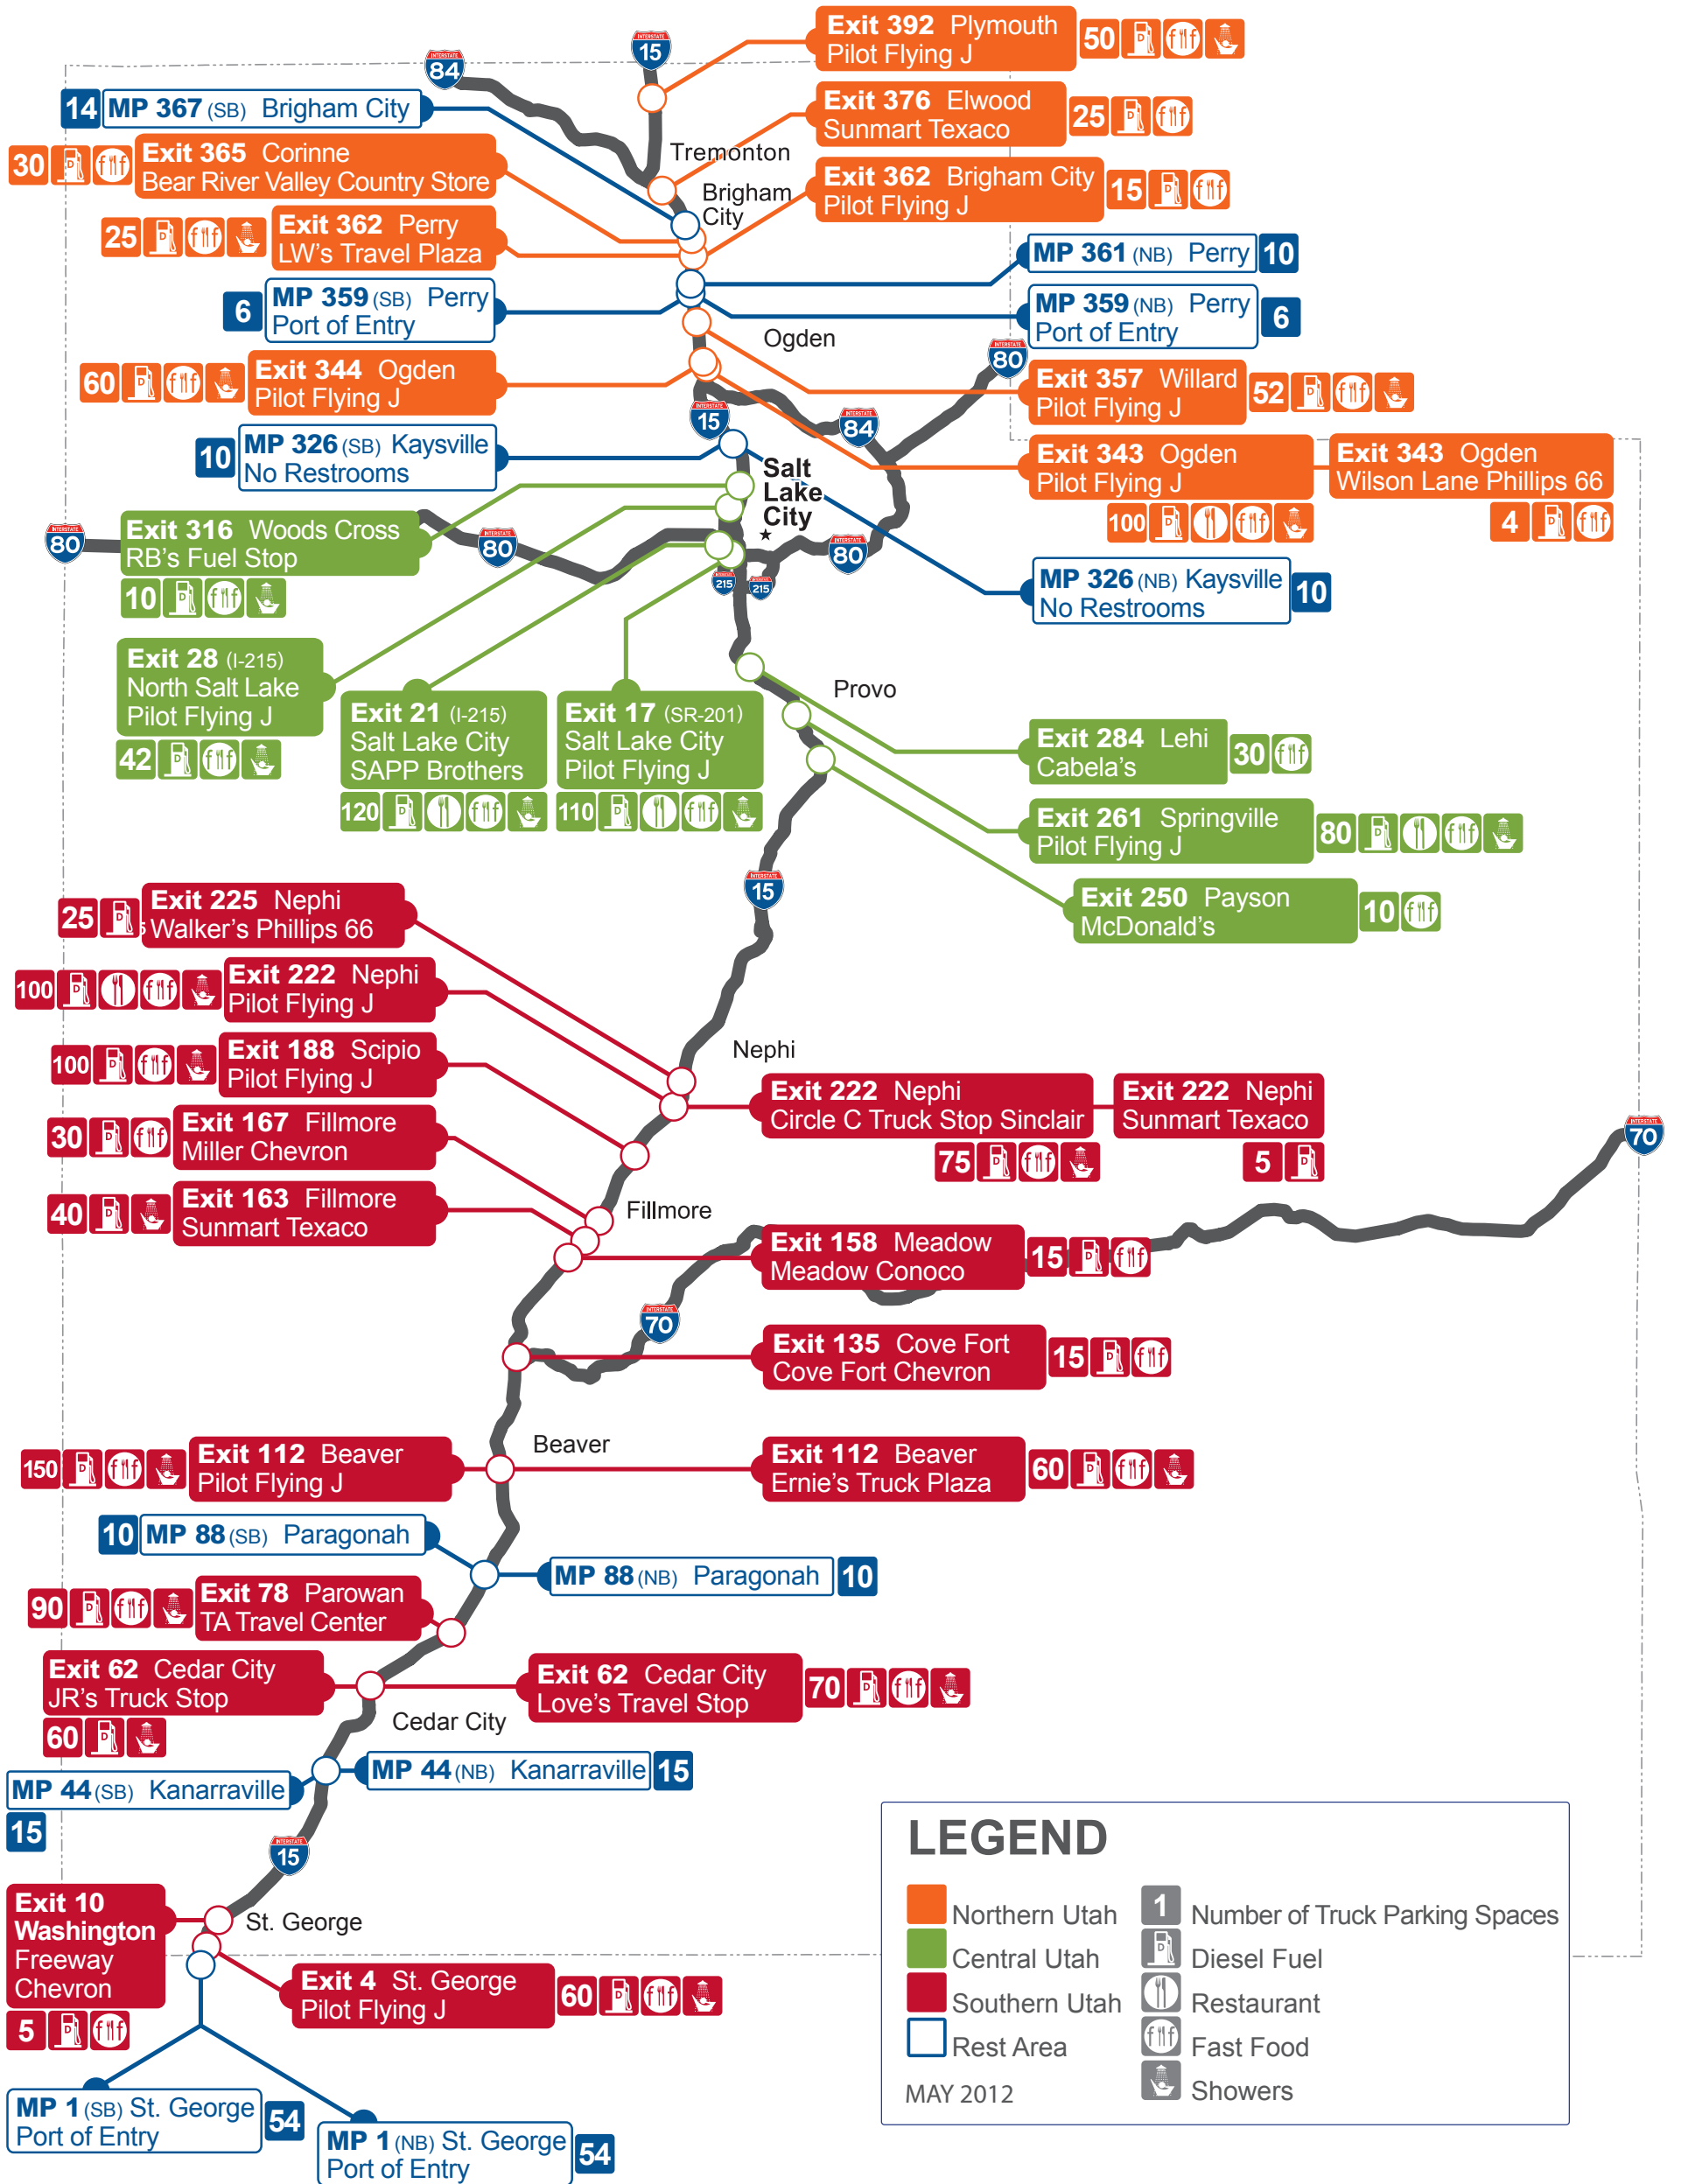 Exit 392 Plymouth
Pilot Flying J
50
INTERSTATE
15
INTERSTATE
84
14
MP 367 (SB) Brigham City
Exit 376 Elwood
Sunmart Texaco
25
30
Exit 365 Corinne
Bear River Valley Country Store
Tremonton
Exit 362 Brigham City
Pilot Flying J
15
Brigham
City
25
Exit 362 Perry
LW's Travel Plaza
MP 361 (NB) Perry
10
6
MP 359 (SB) Perry
Port of Entry
MP 359 (NB) Perry
Port of Entry
6
Ogden
INTERSTATE
80
60
Exit 344 Ogden
Pilot Flying J
Exit 357 Willard
Pilot Flying J
52
INTERSTATE
15
INTERSTATE
84
10
MP 326 (SB) Kaysville
No Restrooms
Exit 343 Ogden
Pilot Flying J
100
Exit 343 Ogden
Wilson Lane Phillips 66
4
Salt
Lake
City
INTERSTATE
80
Exit 316 Woods Cross
RB's Fuel Stop
10
INTERSTATE
80
INTERSTATE
80
215
215
MP 326 (NB) Kaysville
No Restrooms
10
Exit 28 (I-215)
North Salt Lake
Pilot Flying J
42
Exit 21 (I-215)
Salt Lake City
SAPP Brothers
120
Exit 17 (SR-201)
Salt Lake City
Pilot Flying J
110
Provo
Exit 284 Lehi
Cabela's
30
Exit 261 Springville
Pilot Flying J
80
Exit 250 Payson
McDonald's
10
INTERSTATE
15
25
Exit 225 Nephi
Walker's Phillips 66
100
Exit 222 Nephi
Pilot Flying J
100
Exit 188 Scipio
Pilot Flying J
Nephi
Exit 222 Nephi
Circle C Truck Stop Sinclair
75
Exit 222 Nephi
Sunmart Texaco
5
30
Exit 167 Fillmore
Miller Chevron
INTERSTATE
70
40
Exit 163 Fillmore
Sunmart Texaco
Fillmore
Exit 158 Meadow
Meadow Conoco
15
INTERSTATE
70
Exit 135 Cove Fort
Cove Fort Chevron
15
150
Exit 112 Beaver
Pilot Flying J
Beaver
Exit 112 Beaver
Ernie's Truck Plaza
60
10
MP 88 (SB) Paragonah
MP 88 (NB) Paragonah
10
90
Exit 78 Parowan
TA Travel Center
Exit 62 Cedar City
JR's Truck Stop
60
Exit 62 Cedar City
Love's Travel Stop
70
Cedar City
MP 44 (SB) Kanarraville
15
MP 44 (NB) Kanarraville
15
INTERSTATE
15
Exit 10
Washington
Freeway
Chevron
5
St. George
Exit 4 St. George
Pilot Flying J
60
MP 1 (SB) St. George
Port of Entry
54
MP 1 (NB) St. George
Port of Entry
54
LEGEND
Northern Utah
Central Utah
Southern Utah
Rest Area
MAY 2012
1 Number of Truck Parking Spaces
D Diesel Fuel
Restaurant
Fast Food
Showers